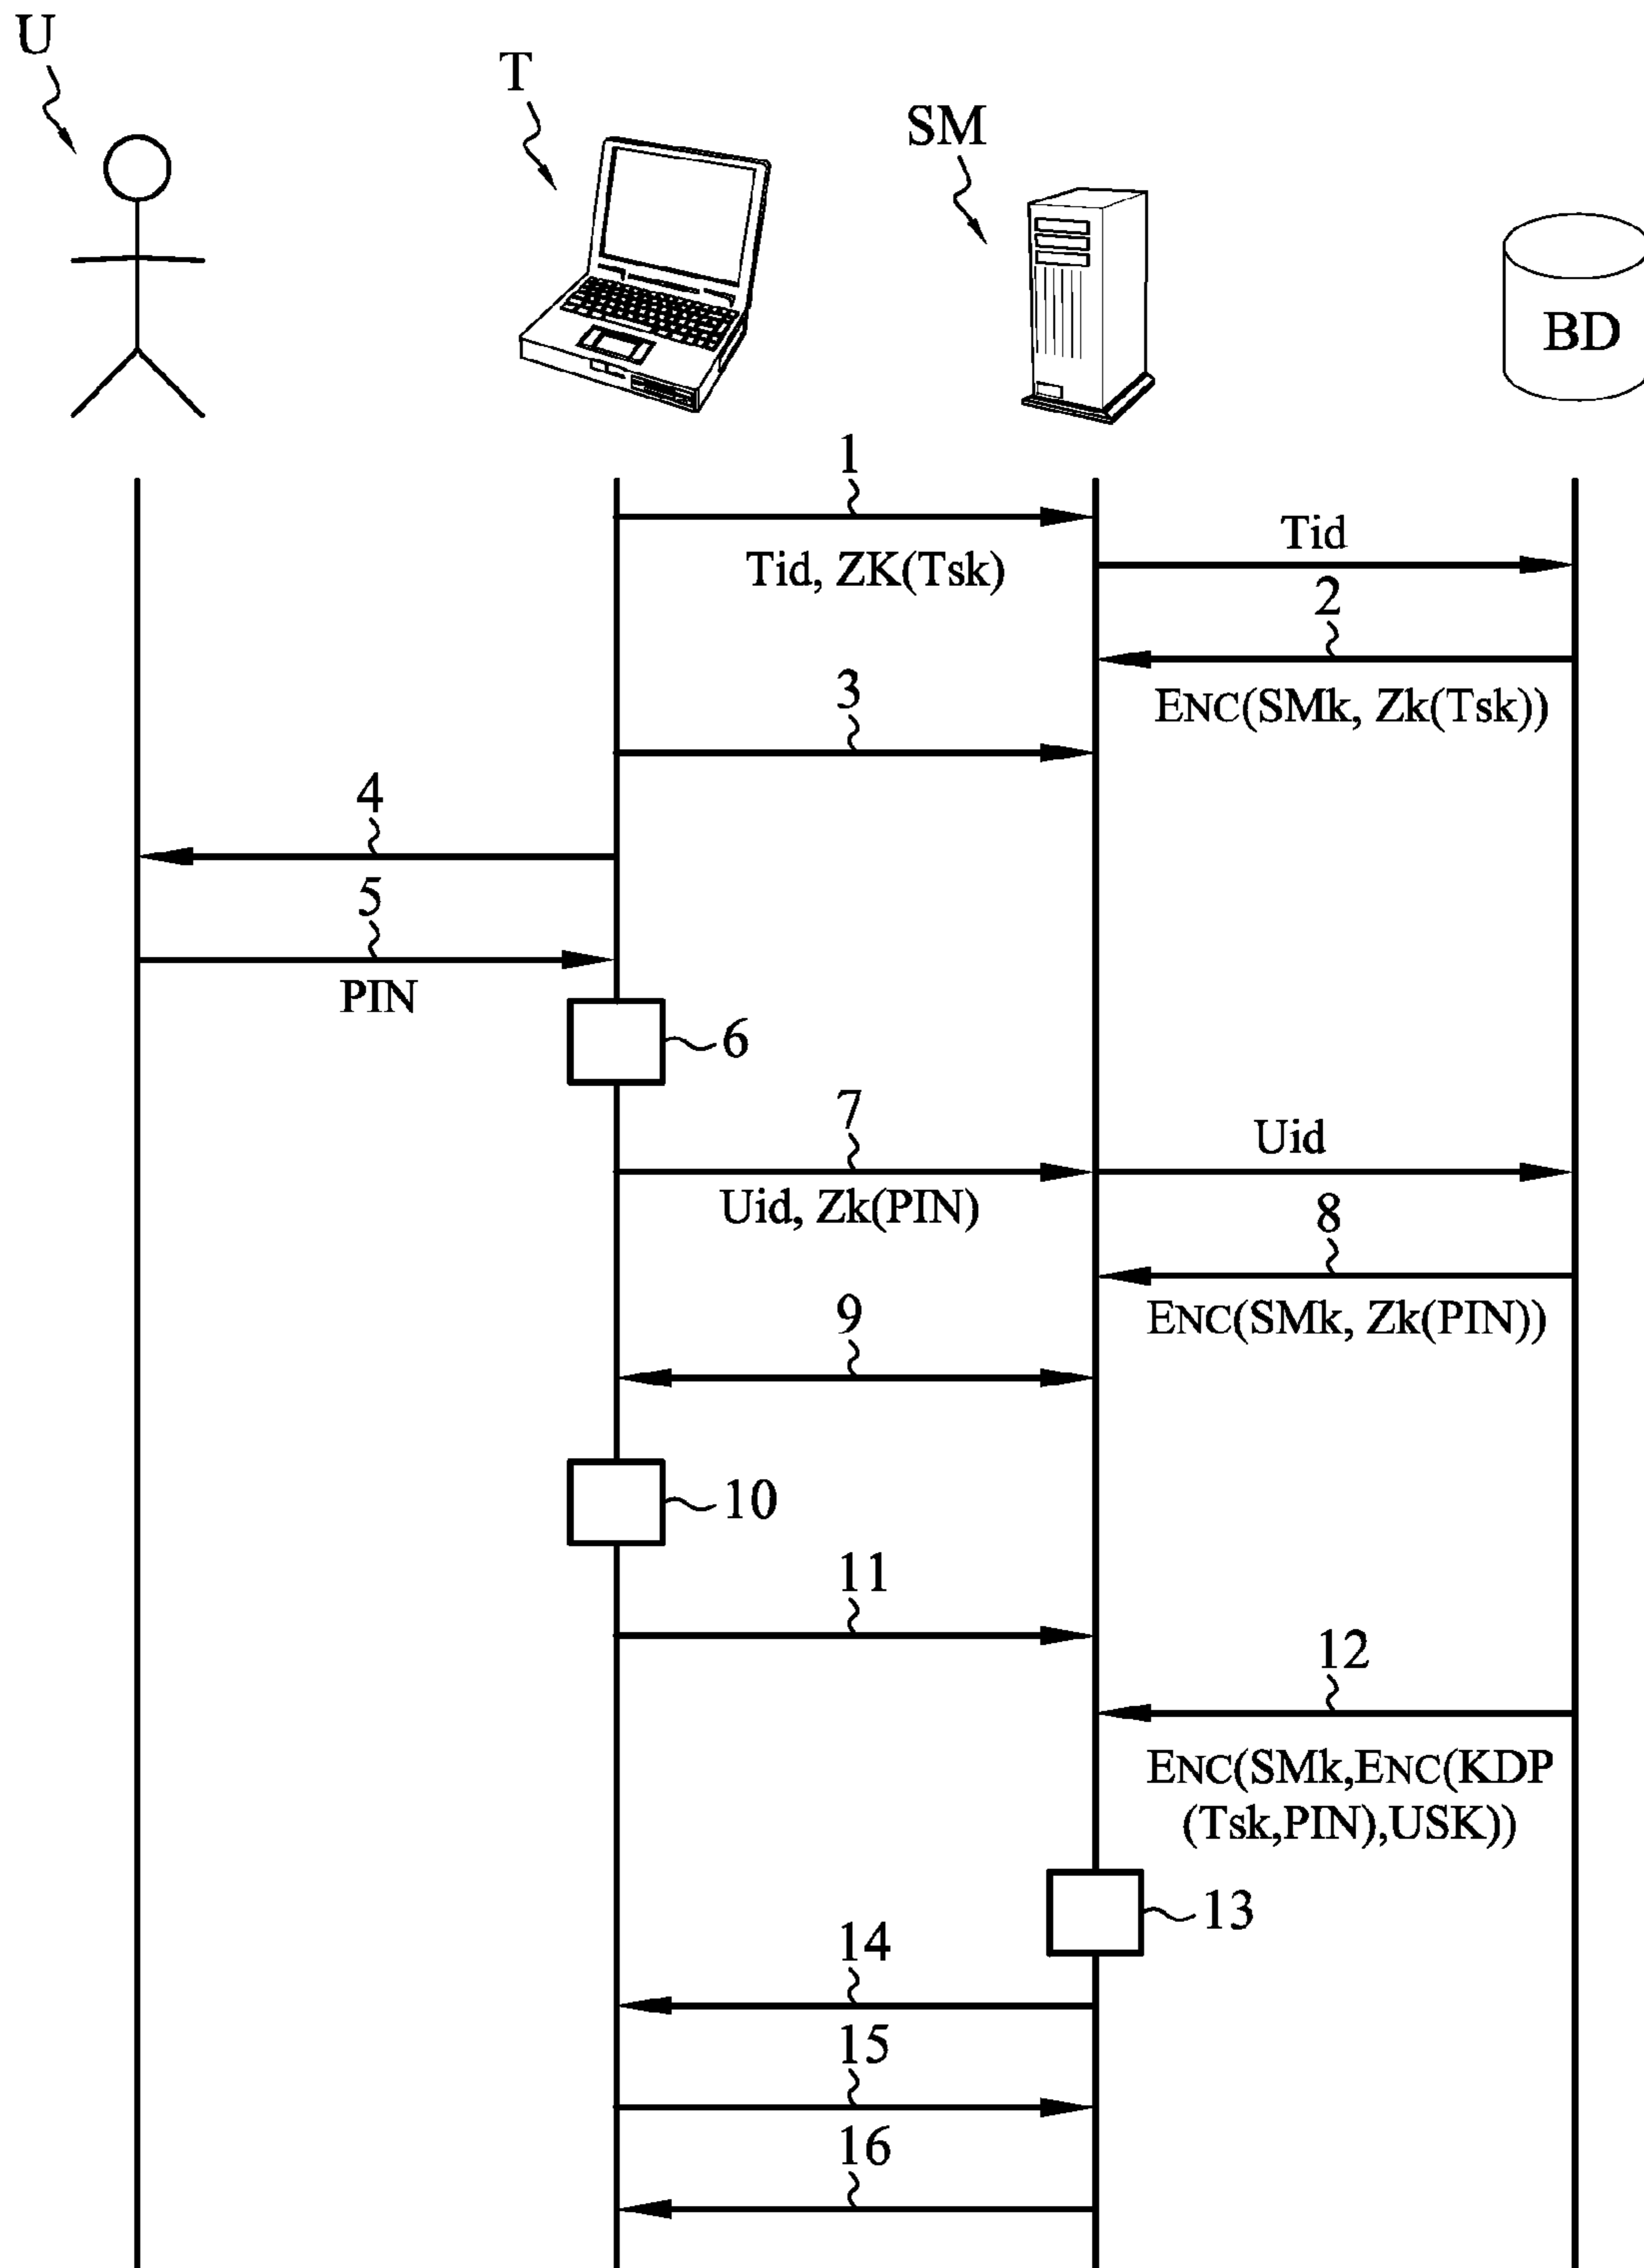 U
T
SM
BD
1
Tid, ZK(Tsk)
Tid
2
ENC(SMk, Zk(Tsk))
3
4
5
PIN
6
7
Uid, Zk(PIN)
Uid
8
ENC(SMk, Zk(PIN))
9
10
11
12
ENC(SMk,ENC(KDP
(Tsk,PIN),USK))
13
14
15
16